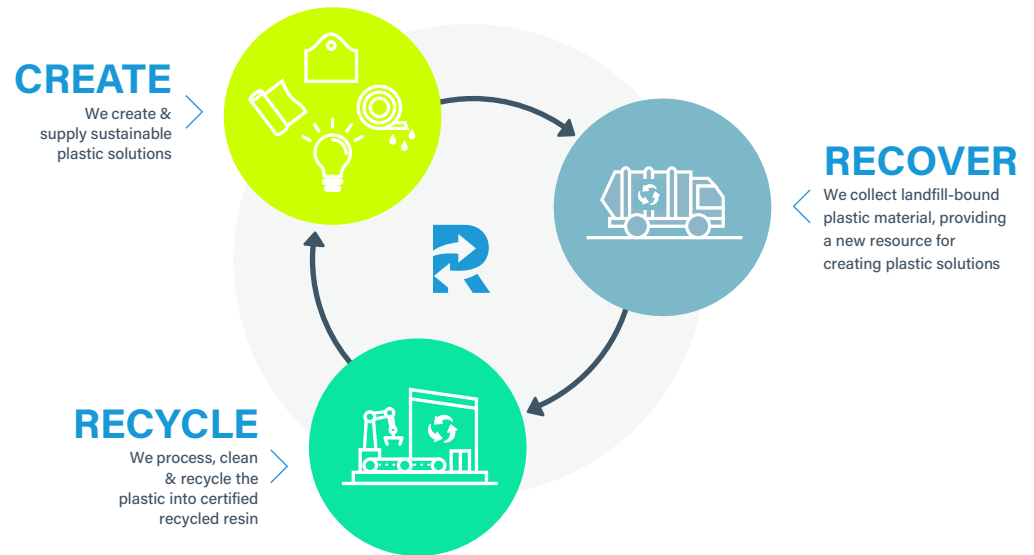 CREATE
We create &
supply sustainable
plastic solutions
RECOVER
We collect landfill-bound
plastic material, providing
a new resource for
creating plastic solutions
R
RECYCLE
We process, clean
& recycle the
plastic into certified
recycled resin